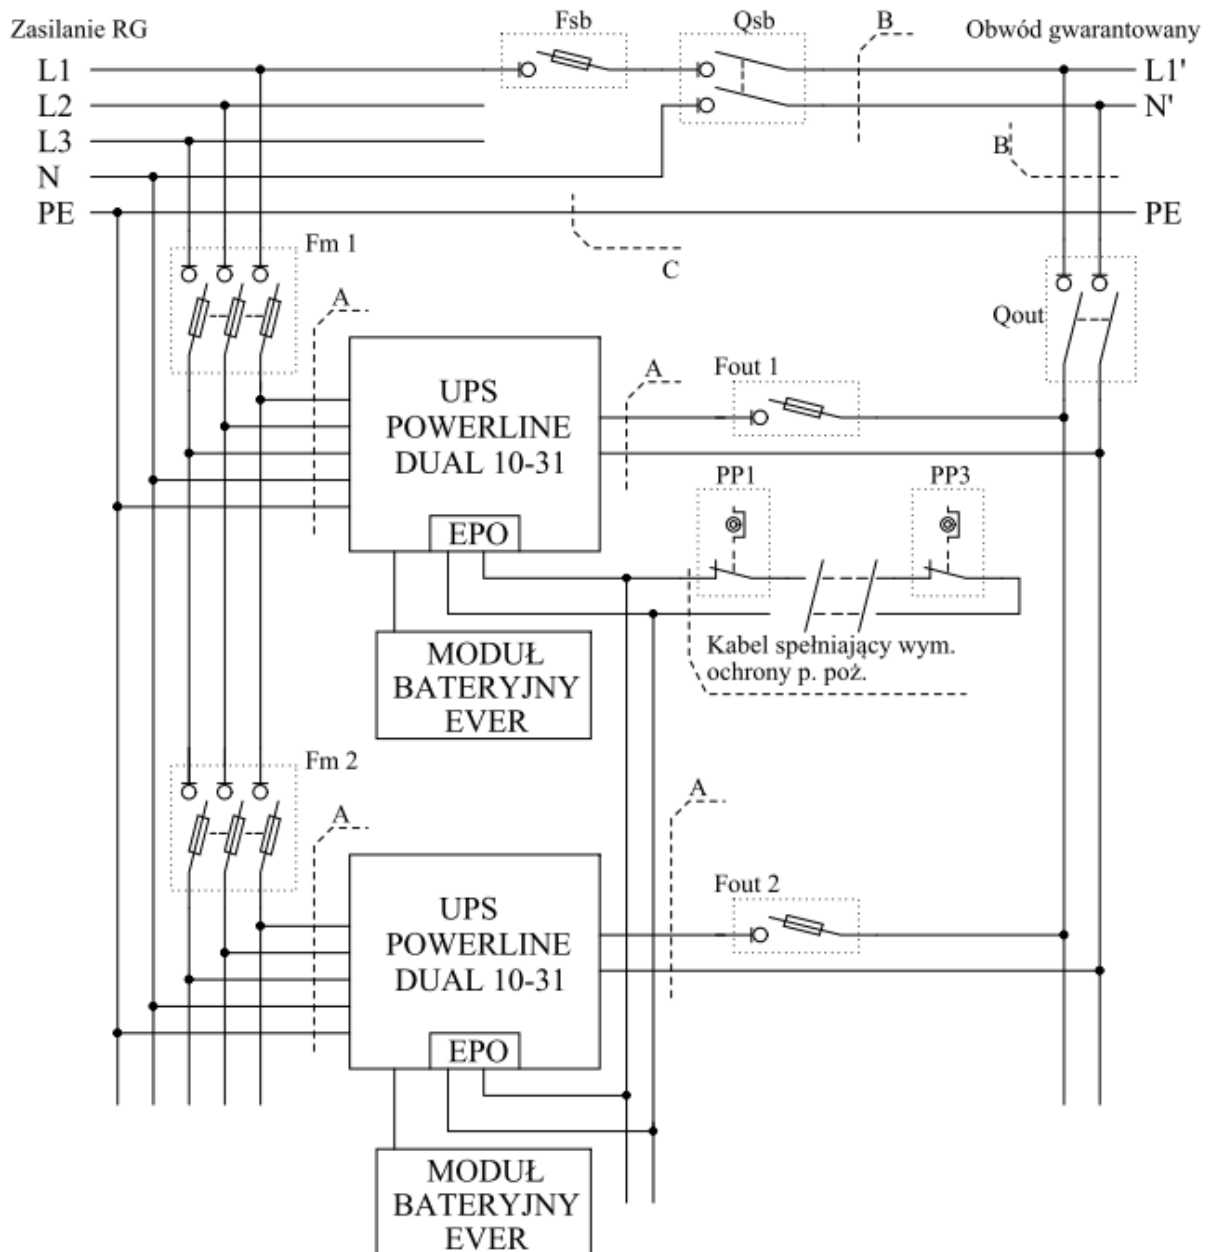 Fsb
Qsb
B
Zasilanie RG
Obwód gwarantowany
L1
L1'
L2
N'
L3
B
N
PE
PE
Fm 1
C
A
Qout
UPS
POWERLINE
DUAL 10-31
A
Fout 1
PP1
PP3
EPO
MODUŁ
BATERYJNY
EVER
Kabel spełniający wym.
ochrony p. poż.
Fm 2
A
A
UPS
POWERLINE
DUAL 10-31
Fout 2
EPO
MODUŁ
BATERYJNY
EVER